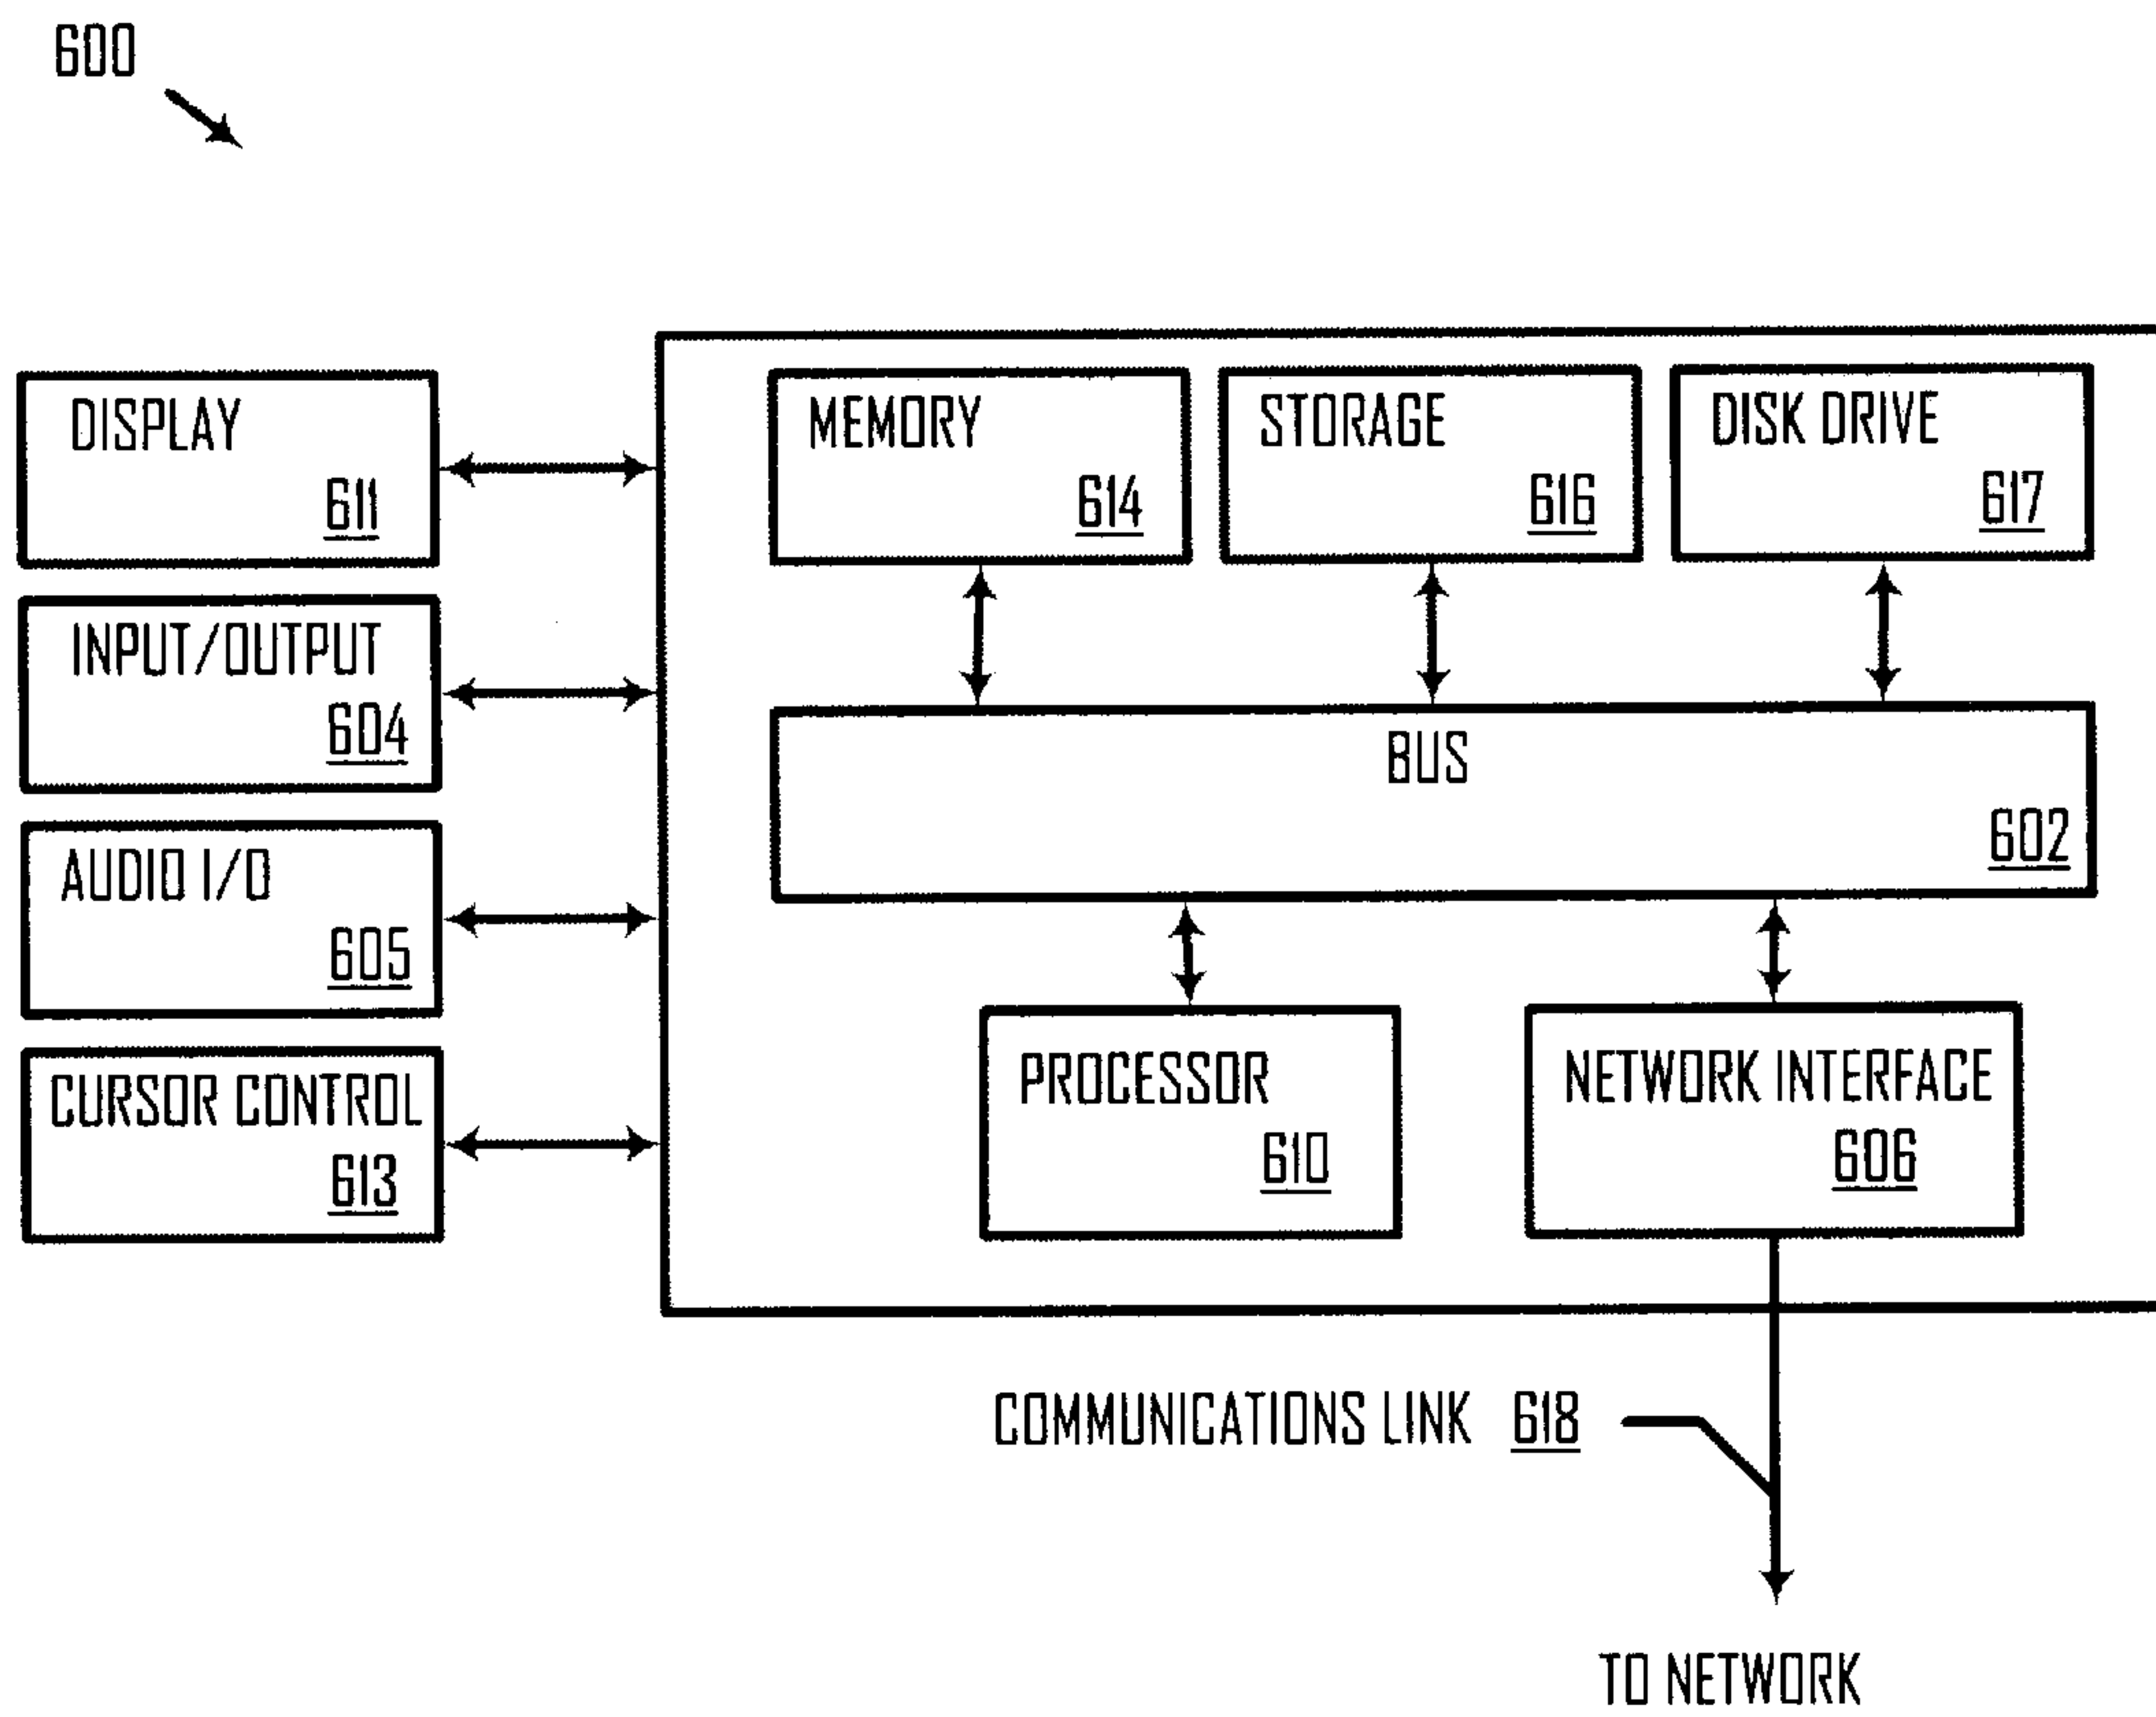 600
DISPLAY
611
INPUT/OUTPUT
604
AUDIO I/O
605
CURSOR CONTROL
613
MEMORY
614
STORAGE
616
DISK DRIVE
617
BUS
602
PROCESSOR
610
NETWORK INTERFACE
606
COMMUNICATIONS LINK 618
TO NETWORK